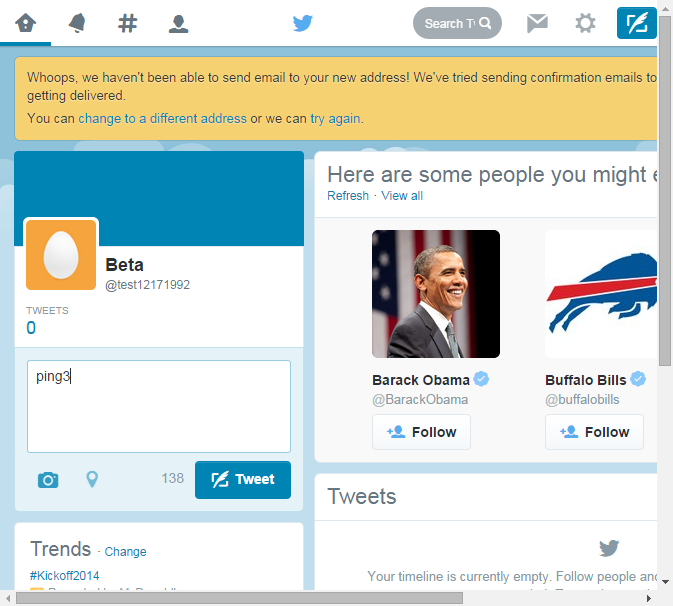 Search T
Whoops, we haven't been able to send email to your new address! We've tried sending confirmation emails to
getting delivered.
You can change to a different address or we can try again.
Beta
@test12171992
TWEETS
0
ping3
138
Tweet
Trends · Change
#Kickoff2014
Here are some people you might
Refresh · View all
Barack Obama
@BarackObama
Follow
Buffalo Bills
@buffalobills
Follow
Tweets
Your timeline is currently empty. Follow people and